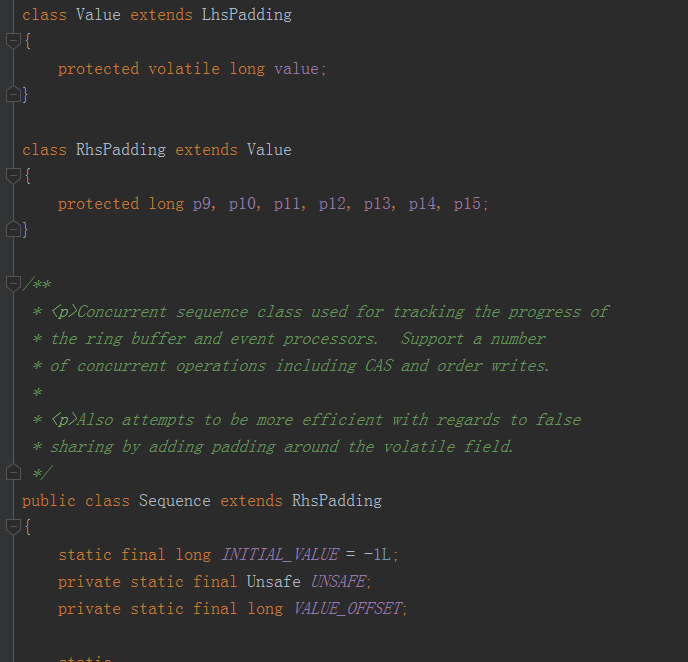 class Value extends LhsPadding
{
    protected volatile long value;
}

class RhsPadding extends Value
{
    protected long p9, p10, p11, p12, p13, p14, p15;
}

/**
 * <p>Concurrent sequence class used for tracking the progress of
 * the ring buffer and event processors.  Support a number
 * of concurrent operations including CAS and order writes.
 *
 * <p>Also attempts to be more efficient with regards to false
 * sharing by adding padding around the volatile field.
 */
public class Sequence extends RhsPadding
{
    static final long INITIAL_VALUE = -1L;
    private static final Unsafe UNSAFE;
    private static final long VALUE_OFFSET;

    static